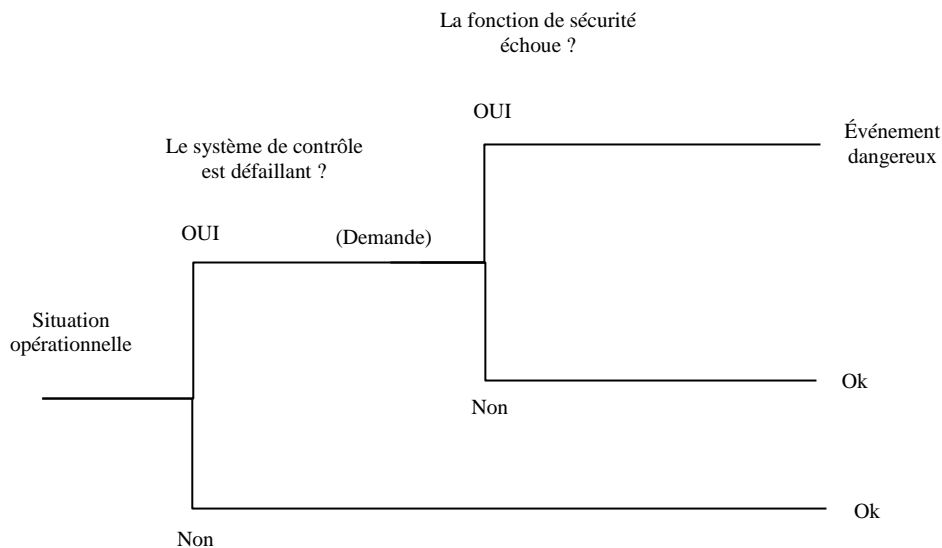 La fonction de sécurité
échoue ?
OUI
Événement
dangereux
Le système de contrôle
est défaillant ?
OUI
(Demande)
Situation
opérationnelle
Ok
Non
Ok
Non